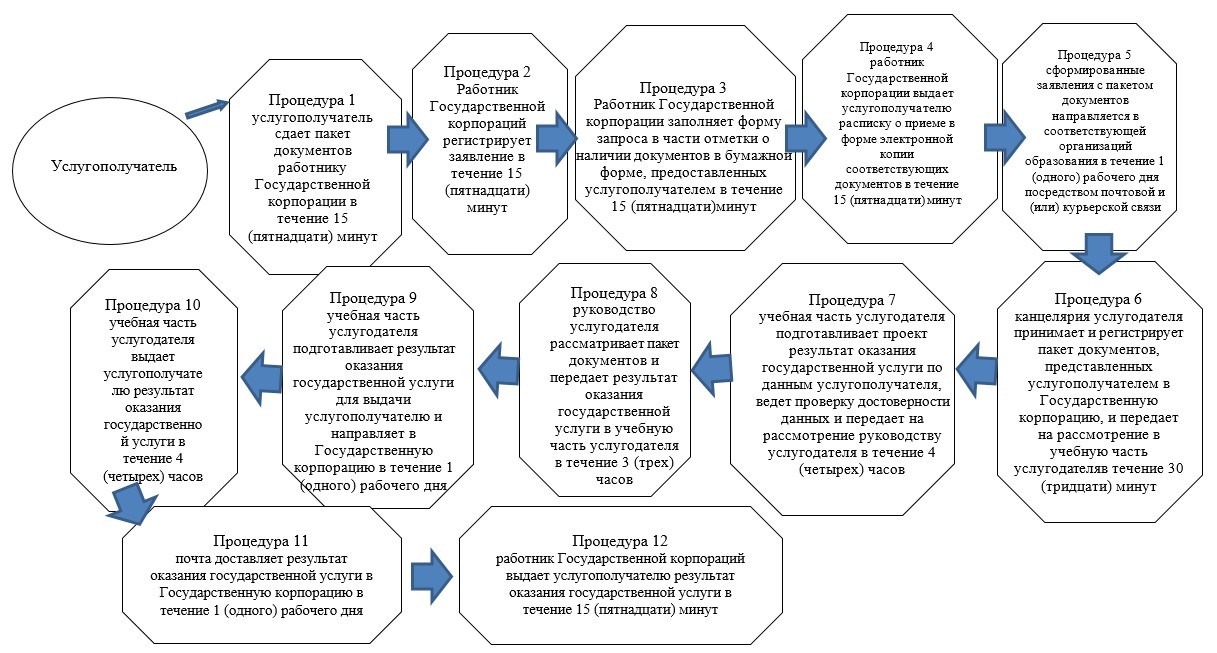 Услугополучатель
Процедура 1
услугополучатель
сдает пакет
документов
работнику
Государственной
корпорации в
течение 15
(пятнадцати) минут
Процедура 2
Работник
Государственной
корпораций
регистрирует
заявление в
течение 15
(пятнадцати)
минут
Процедура 3
Работник Государственной
корпорации заполняет форму
запроса в части отметки о
наличии документов в бумажной
форме, предоставленных
услугополучателем в течение
15 (пятнадцати)минут
Процедура 4
работник
Государственной
корпорации выдает
услугополучателю
расписку о приеме в
форме электронной
копии
соответствующих
документов в течение
15 (пятнадцати)минут
Процедура 5
сформированные
заявления с пакетом
документов
направляется в
соответствующей
организаций
образования в течение 1
(одного) рабочего дня
посредством почтовой и
(или) курьерской связи
Процедура 6
канцелярия услугодателя
принимает и регистрирует
пакет документов,
представленных
услугополучателем в
Государственную
корпорацию, и передает
на рассмотрение в
учебную часть
услугодателяв течение 30
(тридцати) минут
Процедура 7
учебная часть услугодателя
подготавливает проект
результат оказания
государственной услуги по
данным услугополучателя,
ведет проверку достоверности
данных и передает на
рассмотрение руководству
услугодателя в течение 4
(четырех) часов
Процедура 8
руководство
услугодателя
рассматривает пакет
документов и
передает результат
оказания
государственной
услуги в учебную
часть услугодателя
в течение 3 (трех)
часов
Процедура 9
учебная часть
услугодателя
подготавливает результат
оказания
государственной услуги
для выдачи
услугополучателю и
направляет в
Государственную
корпорацию в течение 1
(одного) рабочего дня
Процедура 10
учебная часть
услугодателя
выдает
услугополучате
лю результат
оказания
государственно
й услуги в
течение 4
(четырех) часов
Процедура 11
почта доставляет результат
оказания государственной услуги в
Государственную корпорацию в
течение 1 (одного) рабочего дня
Процедура 12
работник Государственной корпораций
выдает услугополучателю результат
оказания государственной услуги в
течение 15 (пятнадцати) минут